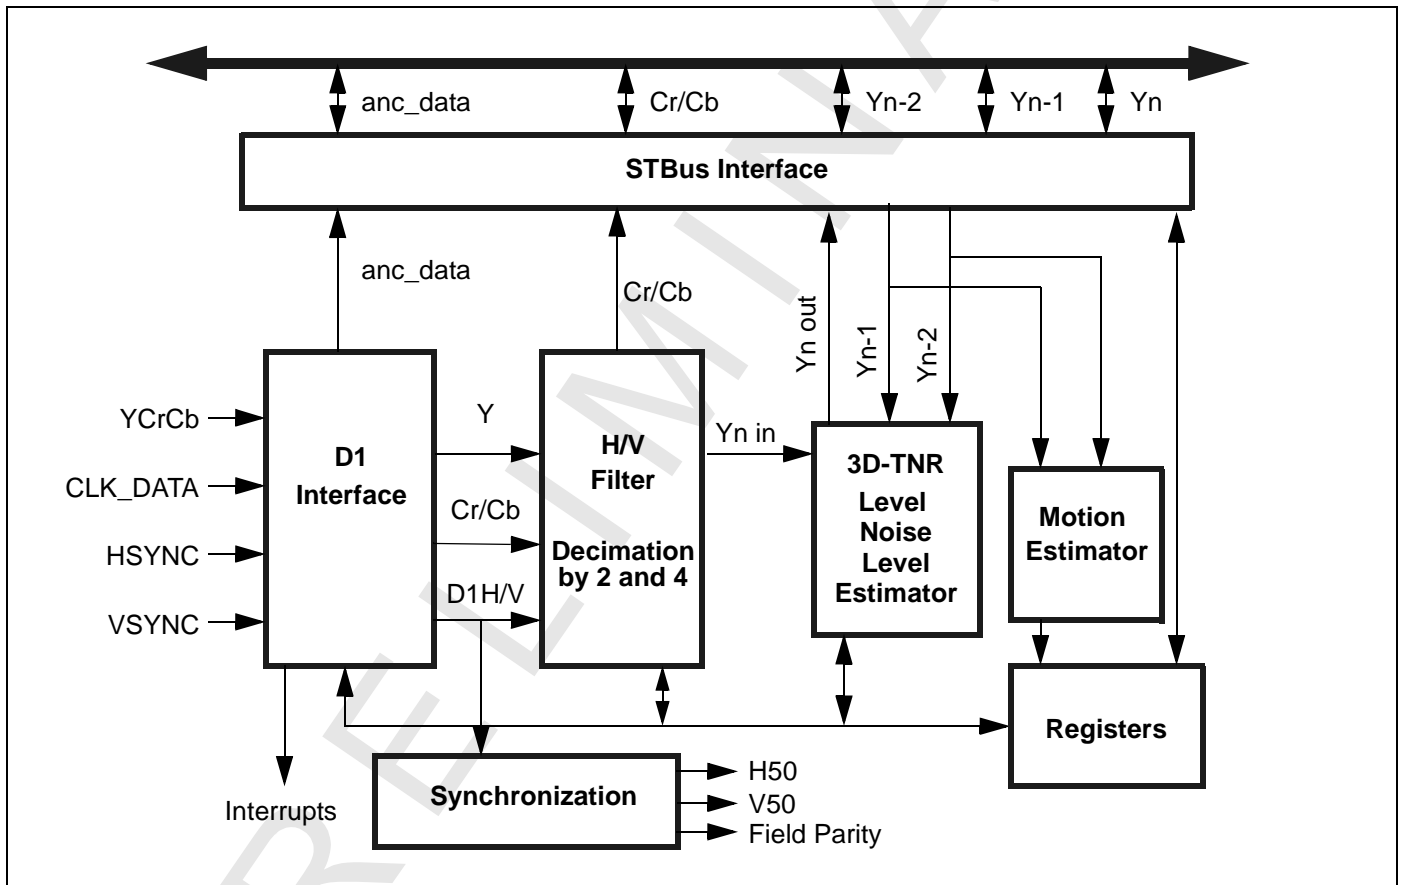 anc_data
Cr/Cb
Yn-2
Yn-1
Yn
STBus Interface
anc_data
Cr/Cb
Yn out
Yn-1
Yn-2
YCrCb
CLK_DATA
HSYNC
VSYNC
D1
Interface
Y
Cr/Cb
D1H/V
H/V
Filter
Decimation
by 2 and 4
Yn in
3D-TNR
Level
Noise
Level
Estimator
Motion
Estimator
Registers
Interrupts
Synchronization
H50
V50
Field Parity
RELIMINA